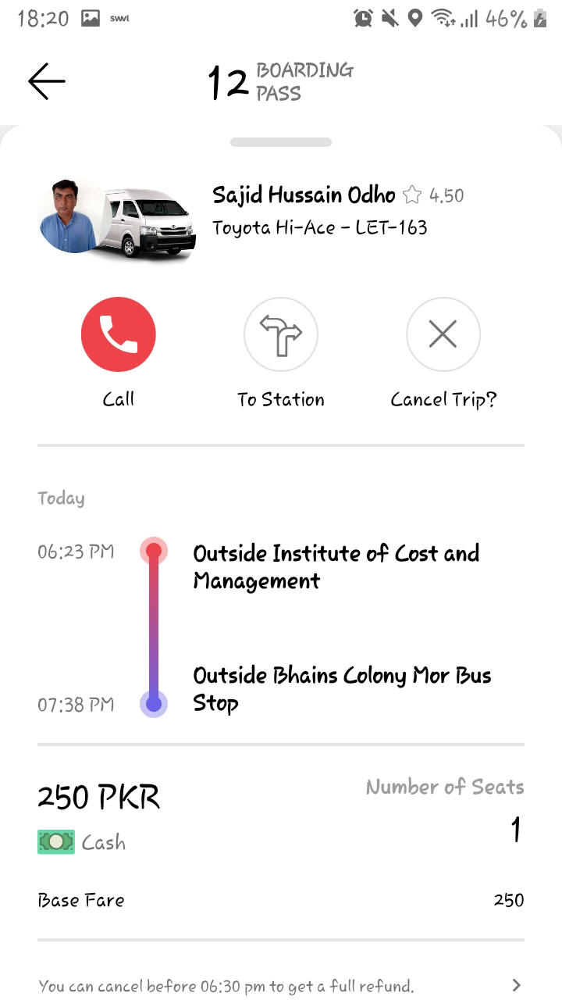 18:20 swvl 46%
12 BOARDING
PASS
Sajid Hussain Odho 4.50
Toyota Hi-Ace - LET-163
Call To Station Cancel Trip?
Today
06:23 PM Outside Institute of Cost and
Management
Outside Bhains Colony Mor Bus
07:38 PM Stop
250 PKR Number of Seats
1
Cash
Base Fare 250
You can cancel before 06:30 pm to get a full refund.